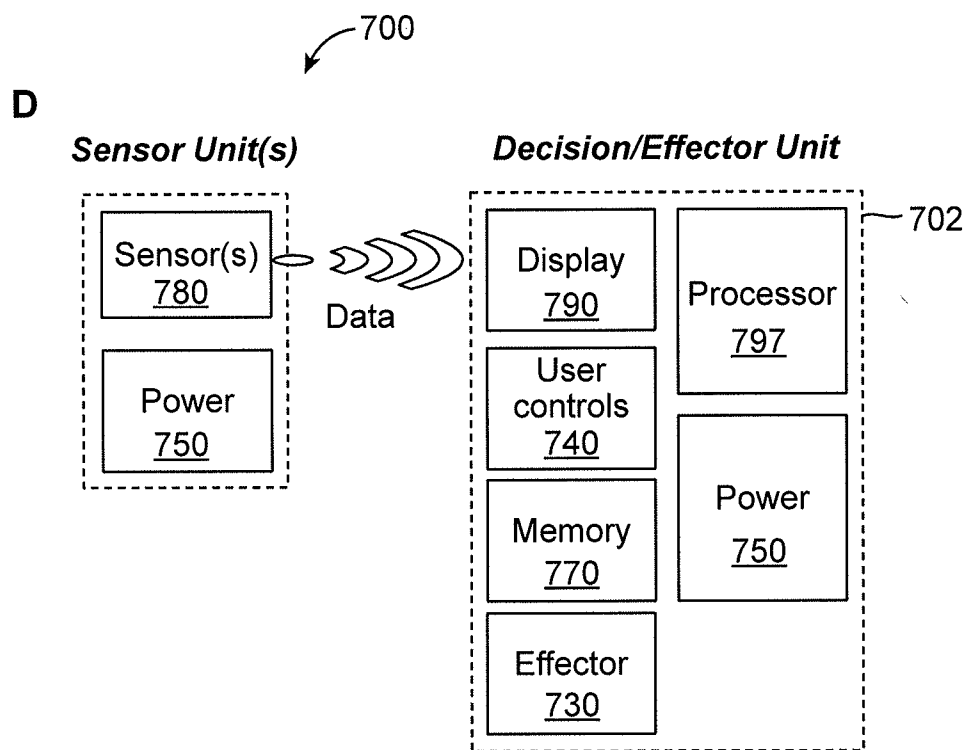 700
D
Sensor Unit(s)
Decision/Effector Unit
702
Sensor(s)
780
Data
Power
750
Display
790
User
controls
740
Memory
770
Effector
730
Processor
797
Power
750